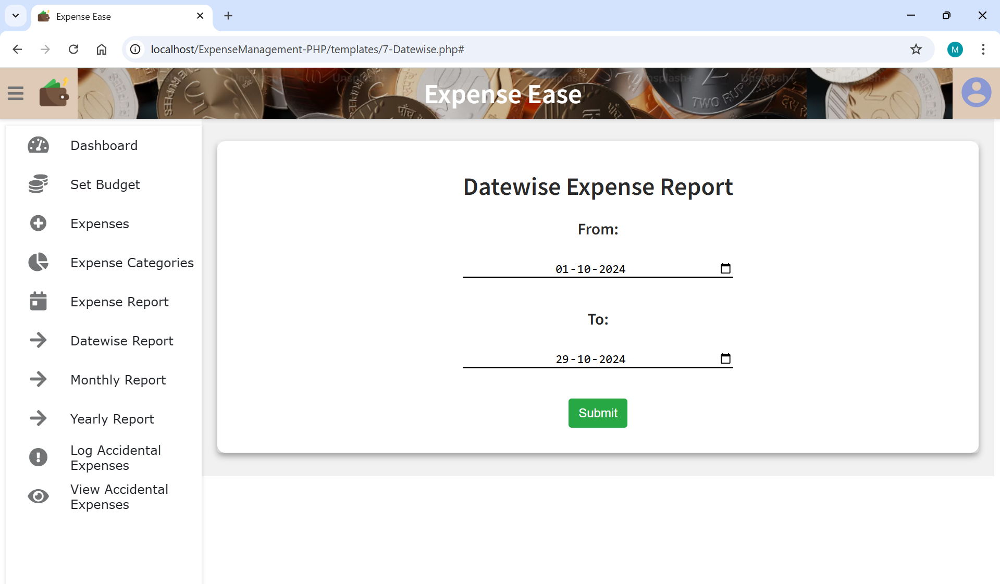 Expense Ease
localhost/ExpenseManagement-PHP/templates/7-Datewise.php#
M
Expense Ease
TWO RUP
पाँच
Dashboard
Set Budget
Expenses
Expense Categories
Expense Report
Datewise Report
Monthly Report
Yearly Report
Log Accidental
Expenses
View Accidental
Expenses
Datewise Expense Report
From:
01-10-2024
To:
29-10-2024
Submit